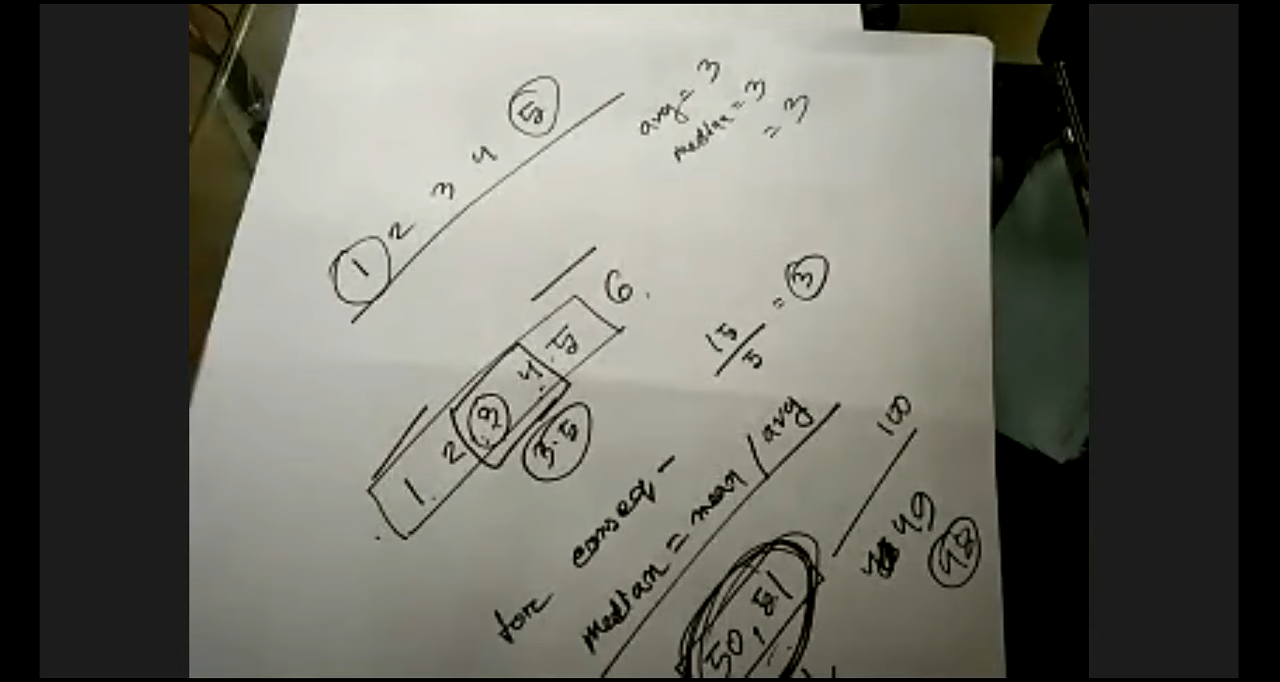 1 2 3 4 5
avg = 3
median = 3
= 3
1. 2 3 4 5 6.
3.5
15/5 = 3
for conseq -
median = mean / avg
50, 51
100
49
48